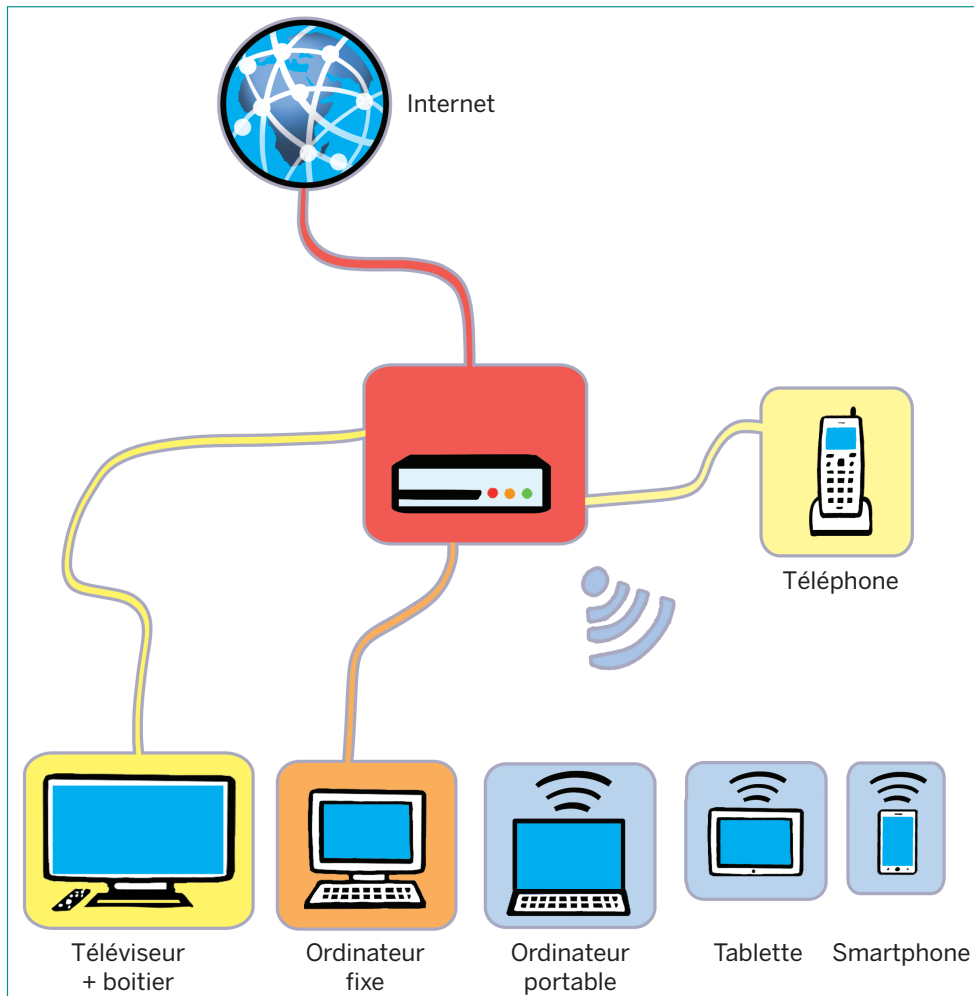 Internet
Téléphone
Téléviseur
+ boitier
Ordinateur
fixe
Ordinateur
portable
Tablette
Smartphone